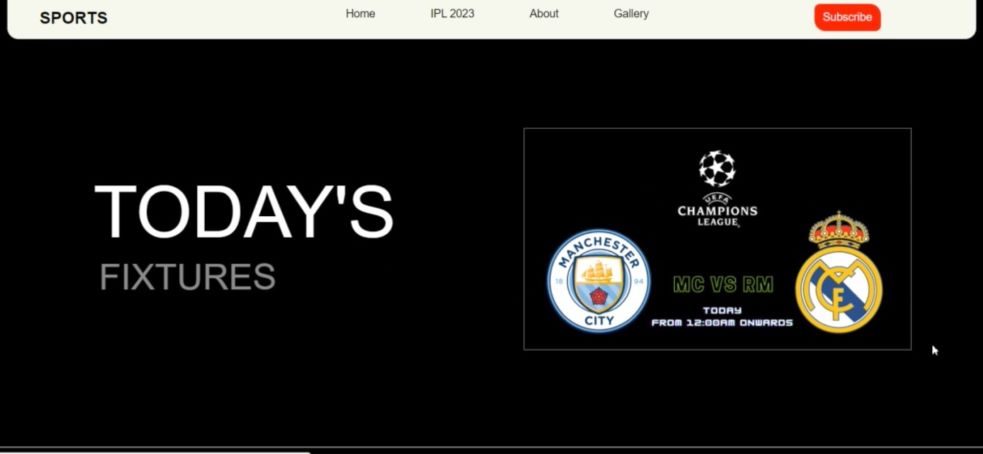 SPORTS
Home
IPL 2023
About
Gallery
Subscribe
TODAY'S
FIXTURES
UEFA
CHAMPIONS
LEAGUE
MANCHESTER
18 94
CITY
MC VS RM
TODAY
FROM 12:00AM ONWARDS